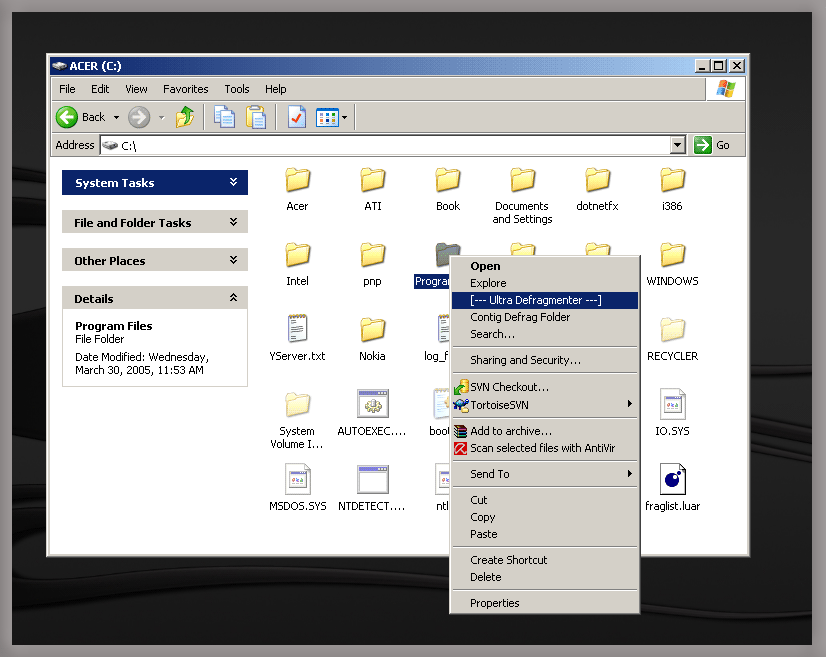 ACER (C:)
File Edit View Favorites Tools Help
Back
Address C:\ Go
System Tasks
File and Folder Tasks
Other Places
Details
Program Files
File Folder
Date Modified: Wednesday,
March 30, 2005, 11:53 AM
Acer ATI Book Documents and Settings dotnetfx i386
Intel pnp WINDOWS
YServer.txt Nokia RECYCLER
System Volume I... AUTOEXEC.... IO.SYS
MSDOS.SYS NTDETECT.... fraglist.luar
Open
Explore
[--- Ultra Defragmenter ---]
Contig Defrag Folder
Search...
Sharing and Security...
SVN Checkout...
TortoiseSVN
Add to archive...
Scan selected files with AntiVir
Send To
Cut
Copy
Paste
Create Shortcut
Delete
Properties